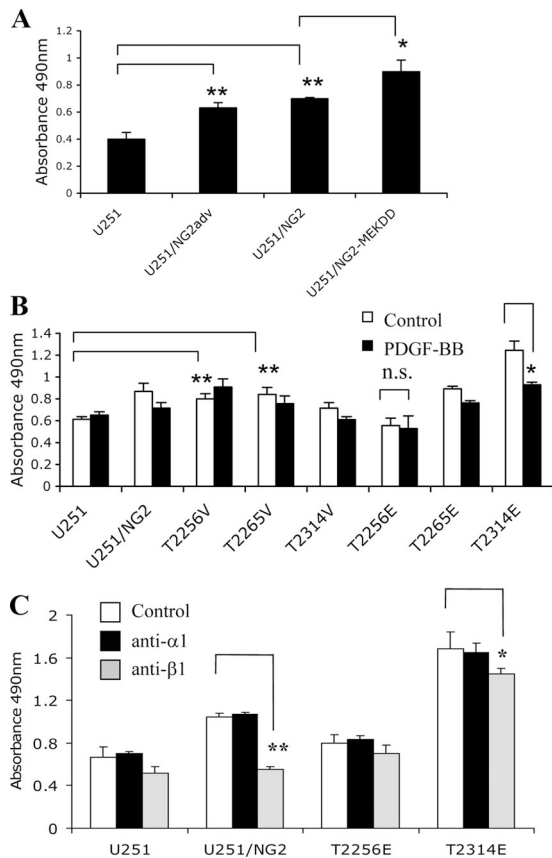 A
Absorbance 490nm
1
0.8
0.6
0.4
0.2
0
**
**
*
U251
U251/NG2adv
U251/NG2
U251/NG2-MEKDD
B
Absorbance 490nm
1.4
1.2
1
0.8
0.6
0.4
0.2
0
Control
PDGF-BB
n.s.
**
**
*
U251
U251/NG2
T2256V
T2265V
T2314V
T2256E
T2265E
T2314E
C
Absorbance 490nm
2
1.6
1.2
0.8
0.4
0
Control
anti-α1
anti-β1
**
*
U251
U251/NG2
T2256E
T2314E